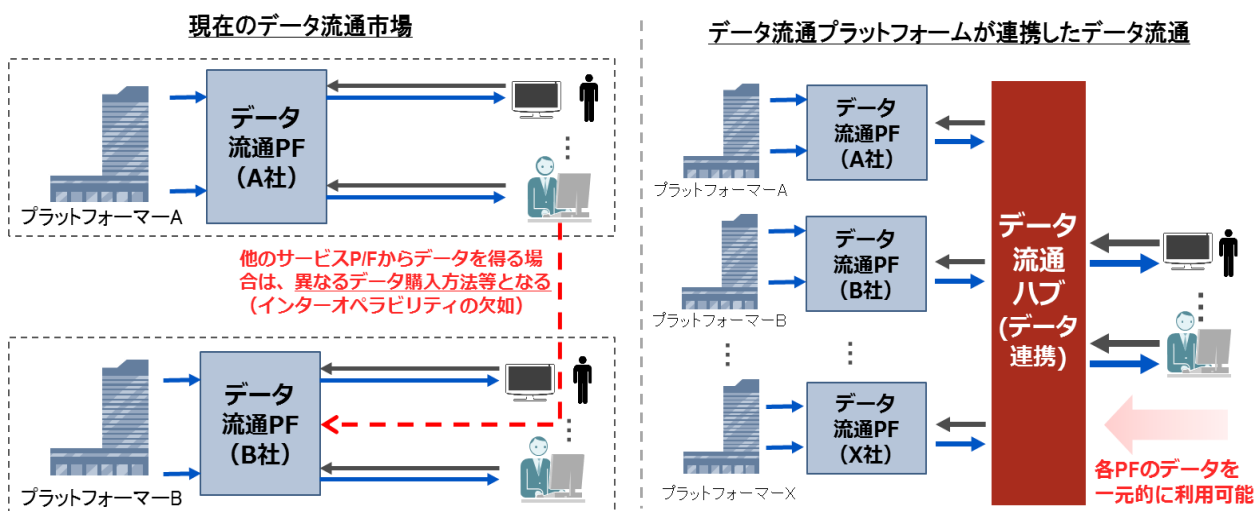 現在のデータ流通市場
データ
流通PF
（A社）
プラットフォーマーA
他のサービスP/Fからデータを得る場
合は、異なるデータ購入方法等となる
（インターオペラビリティの欠如）
データ
流通PF
（B社）
プラットフォーマーB
データ流通プラットフォームが連携したデータ流通
データ
流通PF
（A社）
プラットフォーマーA
データ
流通PF
（B社）
プラットフォーマーB
データ
流通PF
（X社）
プラットフォーマーX
データ
流通
ハブ
(データ
連携)
各PFのデータを
一元的に利用可能